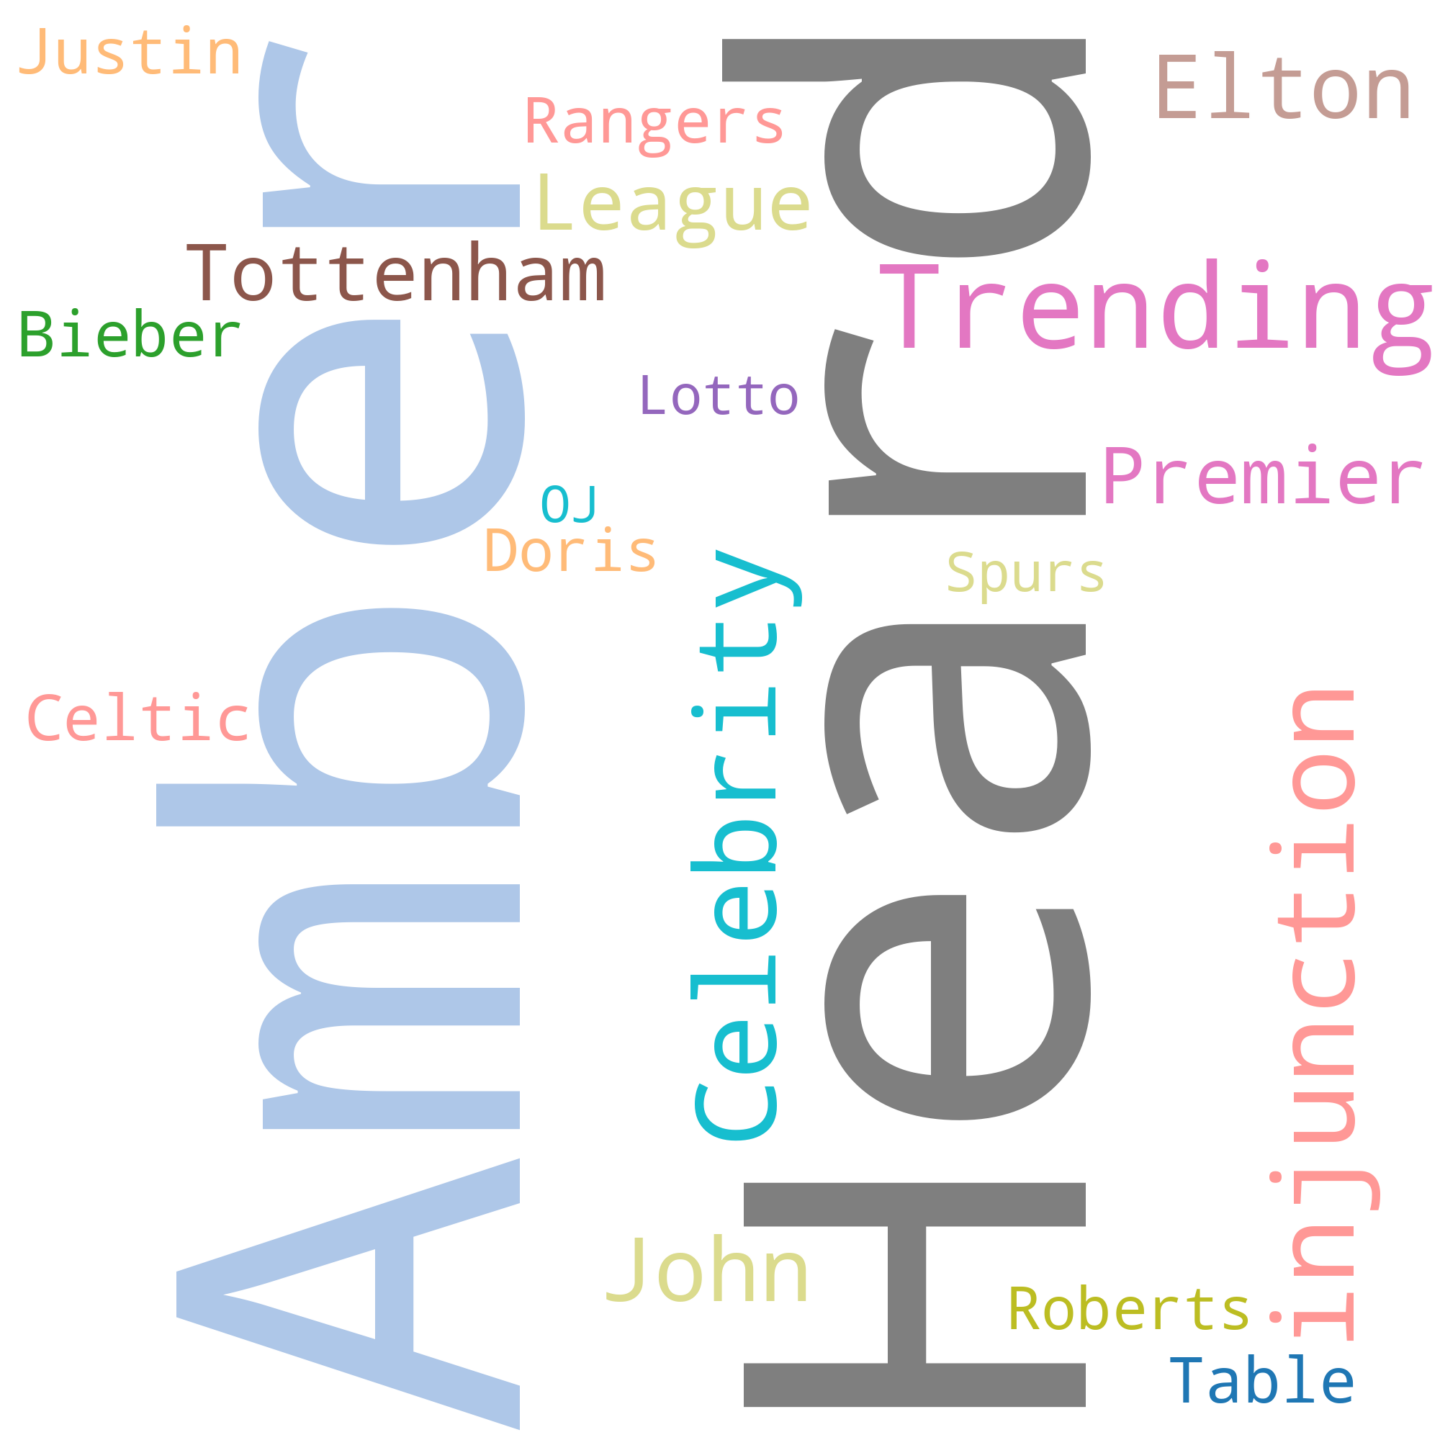 Justin
Amber
Rangers
Heard
Elton
League
Tottenham
Trending
Bieber
Lotto
Premier
OJ
Doris
Celebrity
Spurs
Celtic
injunction
John
Roberts
Table